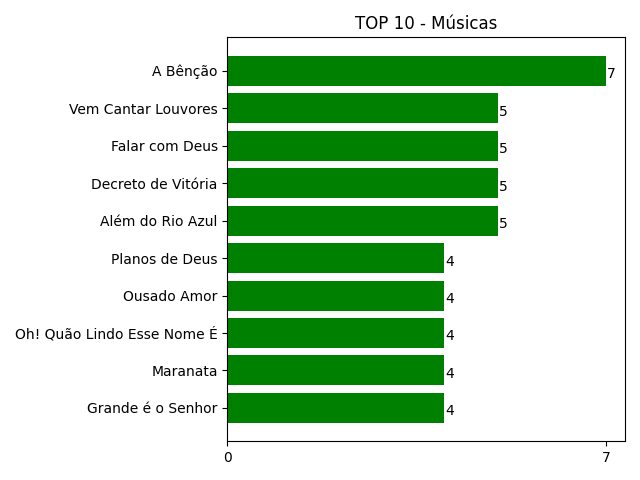 TOP 10 - Músicas
A Bênção 7
Vem Cantar Louvores 5
Falar com Deus 5
Decreto de Vitória 5
Além do Rio Azul 5
Planos de Deus 4
Ousado Amor 4
Oh! Quão Lindo Esse Nome É 4
Maranata 4
Grande é o Senhor 4
0 7